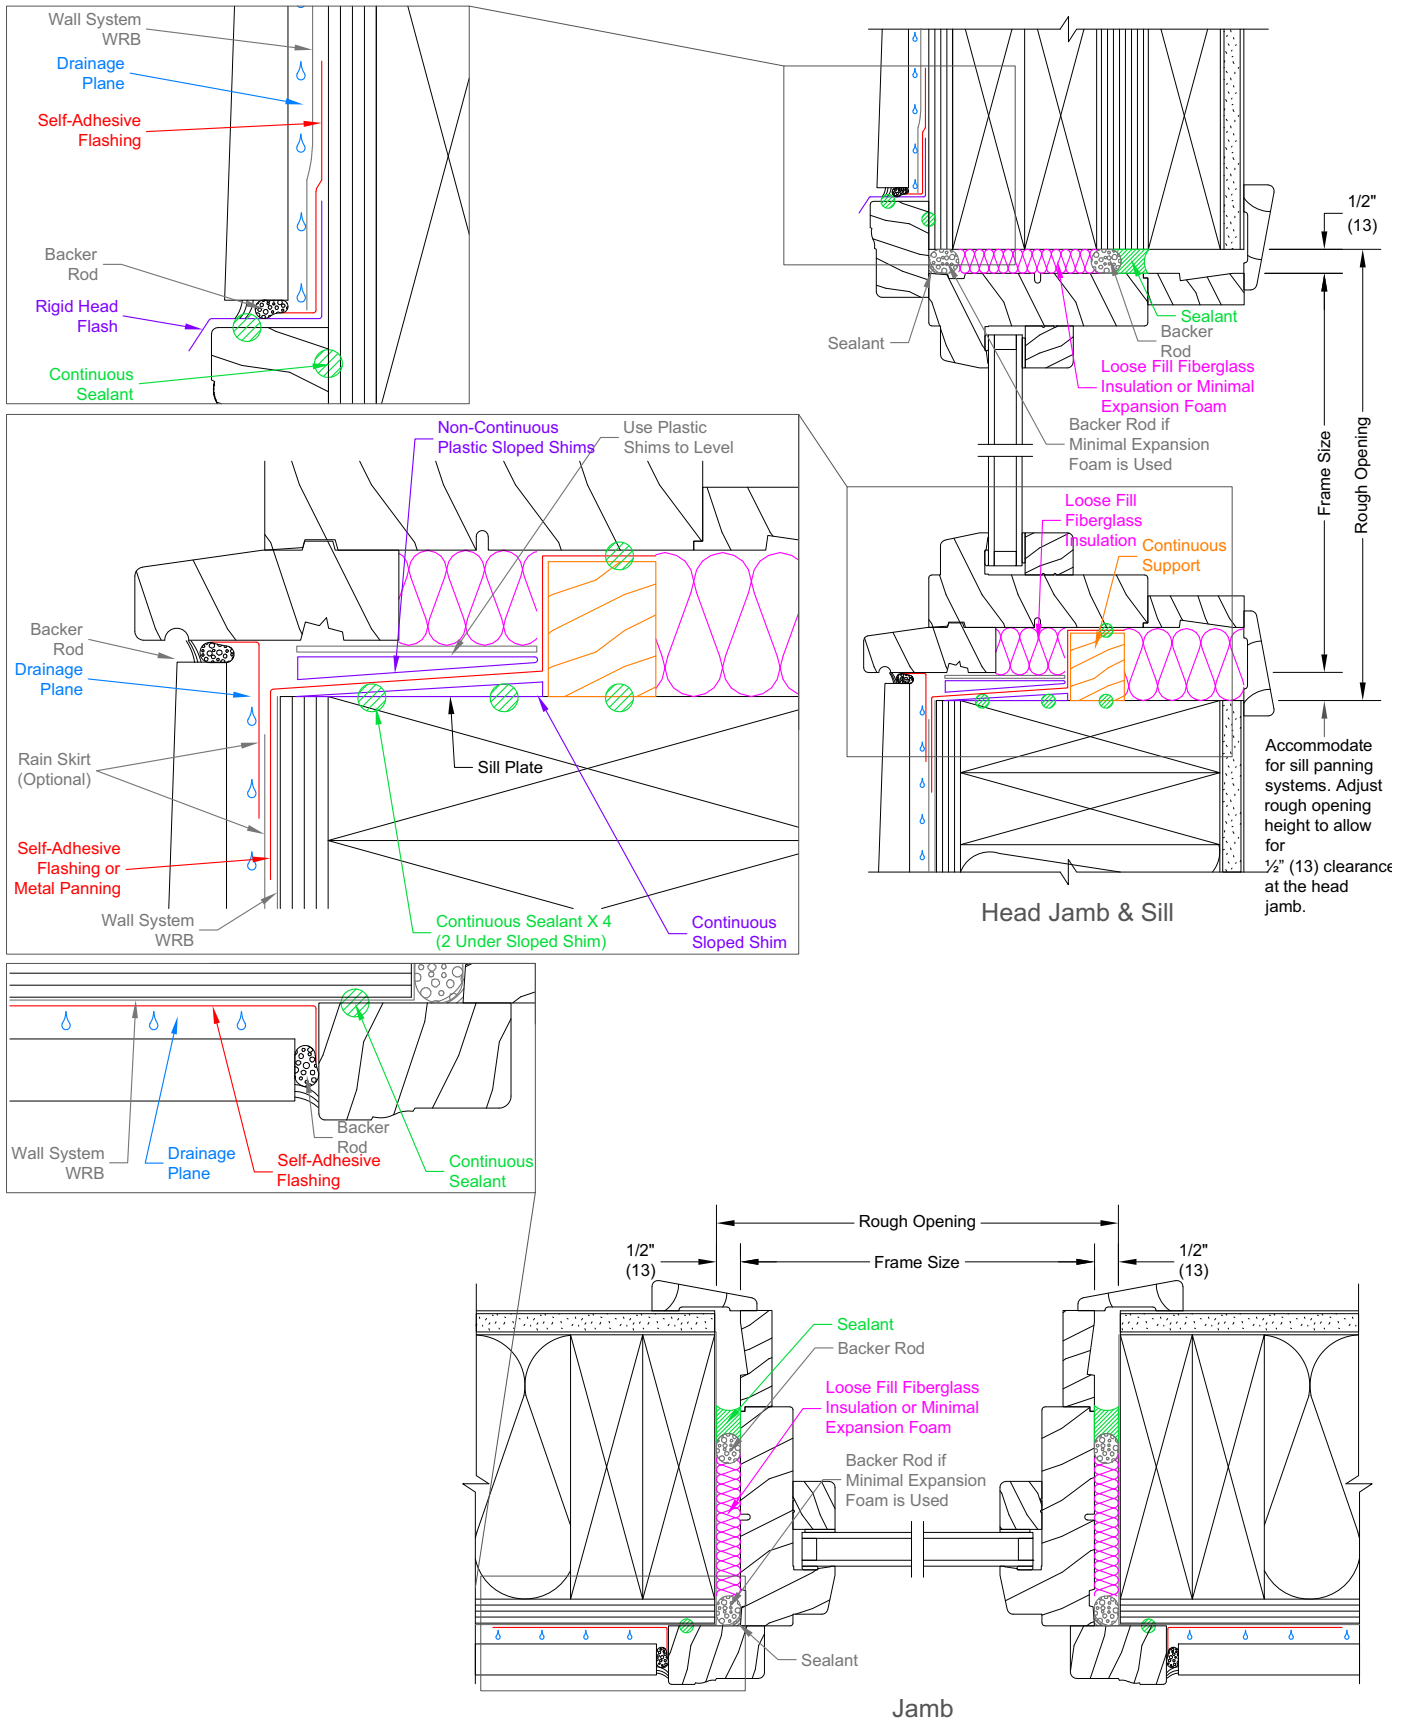 Wall System
WRB
Drainage
Plane
Self-Adhesive
Flashing
Backer
Rod
Rigid Head
Flash
Continuous
Sealant
1/2"
(13)
Sealant
Sealant
Backer
Rod
Loose Fill Fiberglass
Insulation or Minimal
Expansion Foam
Backer Rod if
Minimal Expansion
Foam is Used
Frame Size
Rough Opening
Non-Continuous
Plastic Sloped Shims
Use Plastic
Shims to Level
Backer
Rod
Drainage
Plane
Rain Skirt
(Optional)
Self-Adhesive
Flashing or
Metal Panning
Wall System
WRB
Sill Plate
Continuous Sealant X 4
(2 Under Sloped Shim)
Continuous
Sloped Shim
Loose Fill
Fiberglass
Insulation
Continuous
Support
Accommodate
for sill panning
systems. Adjust
rough opening
height to allow
for
½" (13) clearance
at the head
jamb.
Head Jamb & Sill
Wall System
WRB
Drainage
Plane
Self-Adhesive
Flashing
Backer
Rod
Continuous
Sealant
Rough Opening
1/2"
(13)
Frame Size
1/2"
(13)
Sealant
Backer Rod
Loose Fill Fiberglass
Insulation or Minimal
Expansion Foam
Backer Rod if
Minimal Expansion
Foam is Used
Sealant
Jamb